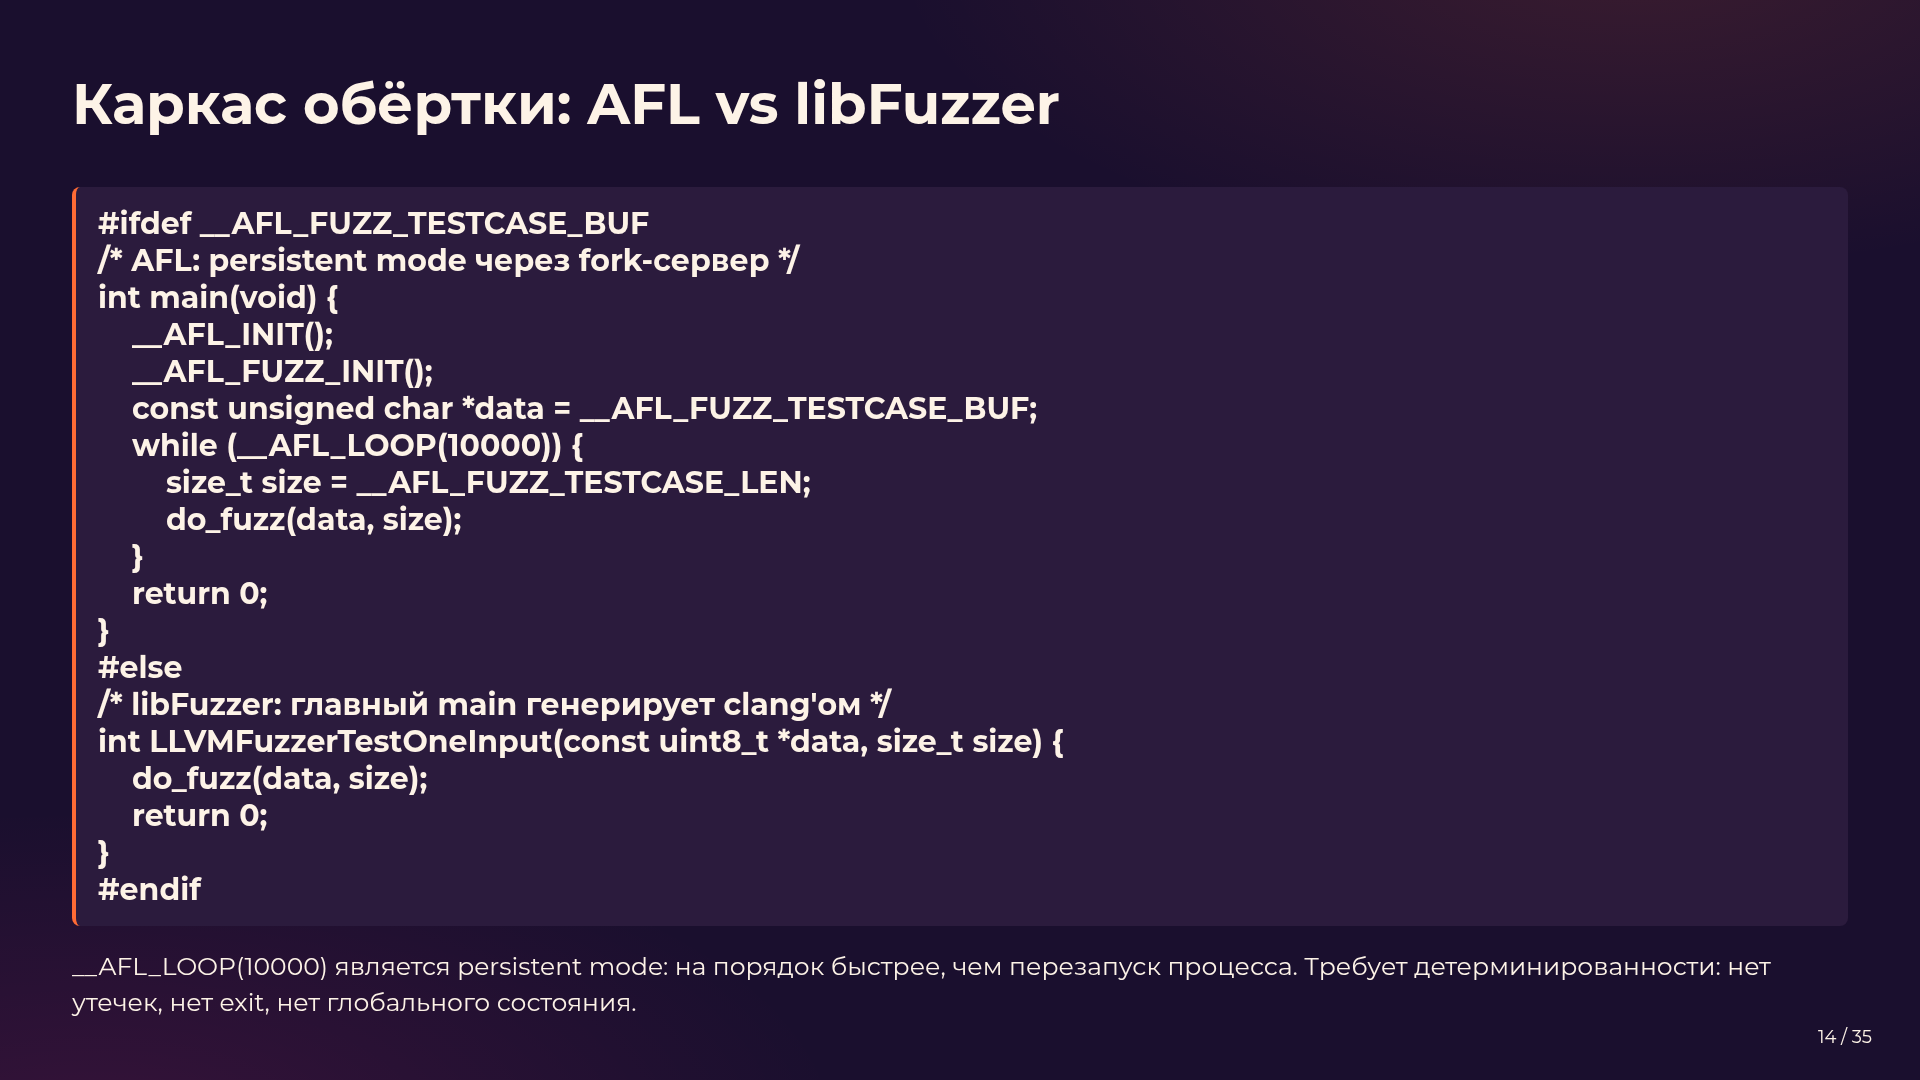 Каркас обёртки: AFL vs libFuzzer
#ifdef __AFL_FUZZ_TESTCASE_BUF
/* AFL: persistent mode через fork-сервер */
int main(void) {
    __AFL_INIT();
    __AFL_FUZZ_INIT();
    const unsigned char *data = __AFL_FUZZ_TESTCASE_BUF;
    while (__AFL_LOOP(10000)) {
        size_t size = __AFL_FUZZ_TESTCASE_LEN;
        do_fuzz(data, size);
    }
    return 0;
}
#else
/* libFuzzer: главный main генерирует clang'ом */
int LLVMFuzzerTestOneInput(const uint8_t *data, size_t size) {
    do_fuzz(data, size);
    return 0;
}
#endif
__AFL_LOOP(10000) является persistent mode: на порядок быстрее, чем перезапуск процесса. Требует детерминированности: нет
утечек, нет exit, нет глобального состояния.
14 / 35